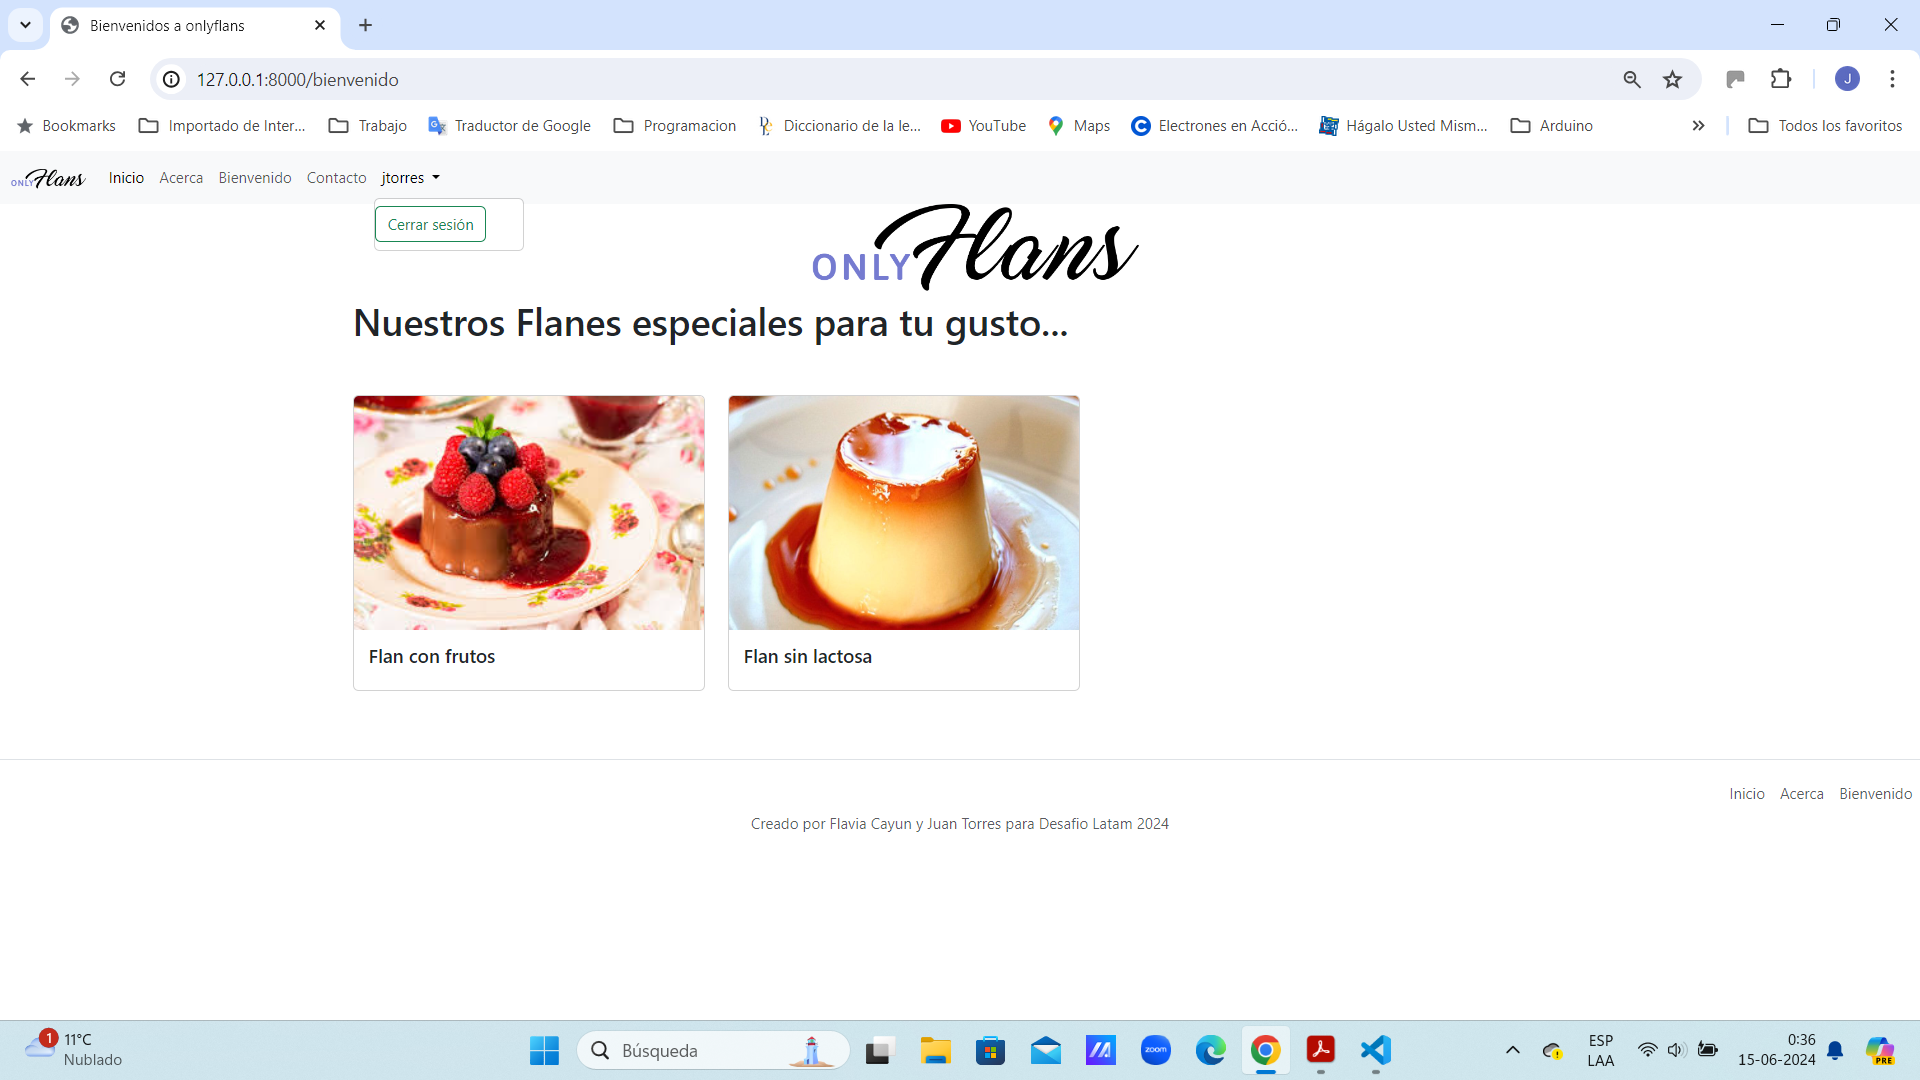 Bienvenidos a onlyflans
127.0.0.1:8000/bienvenido
Bookmarks Importado de Inter... Trabajo Traductor de Google Programacion Diccionario de la le... YouTube Maps Electrones en Acció... Hágalo Usted Mism... Arduino » Todos los favoritos
J
ONLY Flans Inicio Acerca Bienvenido Contacto jtorres
Cerrar sesión
ONLY Flans
Nuestros Flanes especiales para tu gusto...
Flan con frutos
Flan sin lactosa
Inicio Acerca Bienvenido
Creado por Flavia Cayun y Juan Torres para Desafio Latam 2024
1
11°C
Nublado
Búsqueda
zoom
ESP
LAA
0:36
15-06-2024
PRE